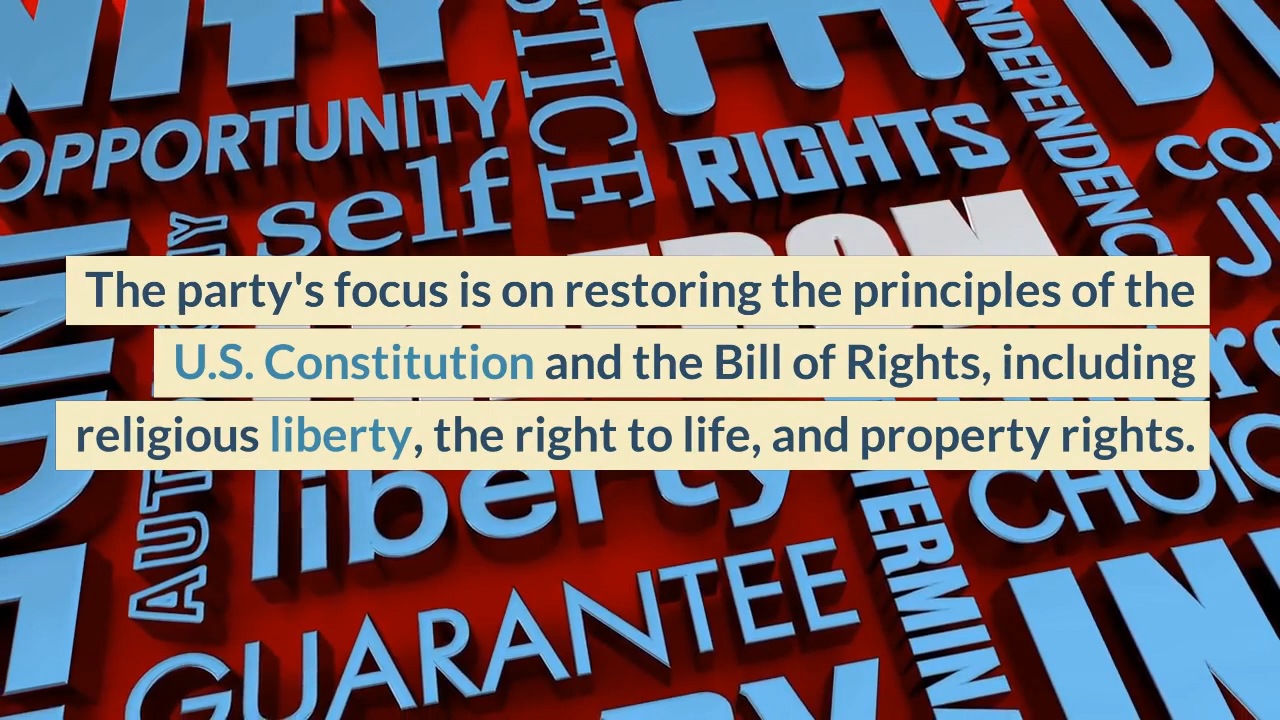 OPPORTUNITY
self
RIGHTS
INDEPENDENC
The party's focus is on restoring the principles of the
U.S. Constitution and the Bill of Rights, including
religious liberty, the right to life, and property rights.
liberty
GUARANTEE